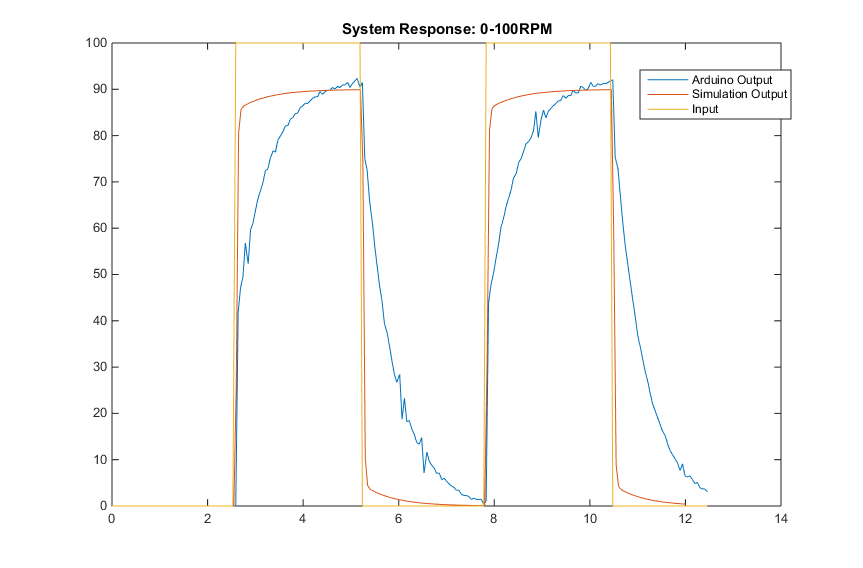 System Response: 0-100RPM
100
90
80
70
60
50
40
30
20
10
0
0 2 4 6 8 10 12 14
Arduino Output
Simulation Output
Input